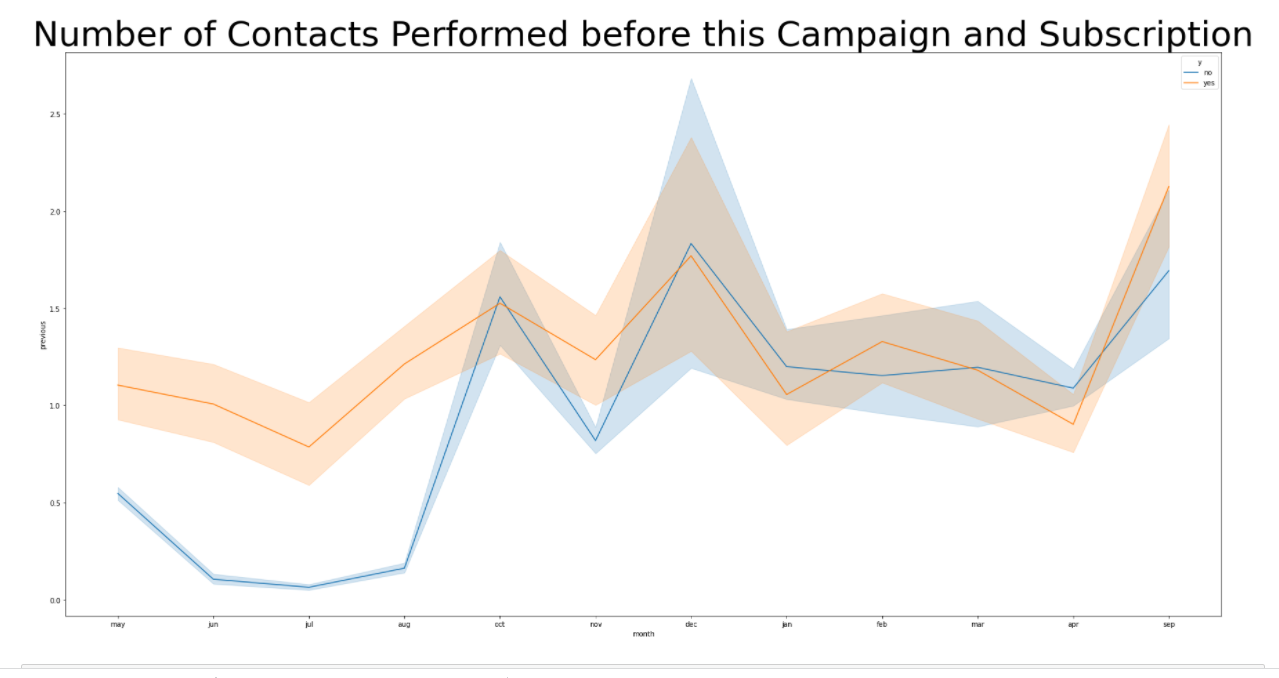 Number of Contacts Performed before this Campaign and Subscription
y
no
yes
2.5
2.0
1.5
1.0
0.5
0.0
previous
may jun jul aug oct nov dec jan feb mar apr sep
month